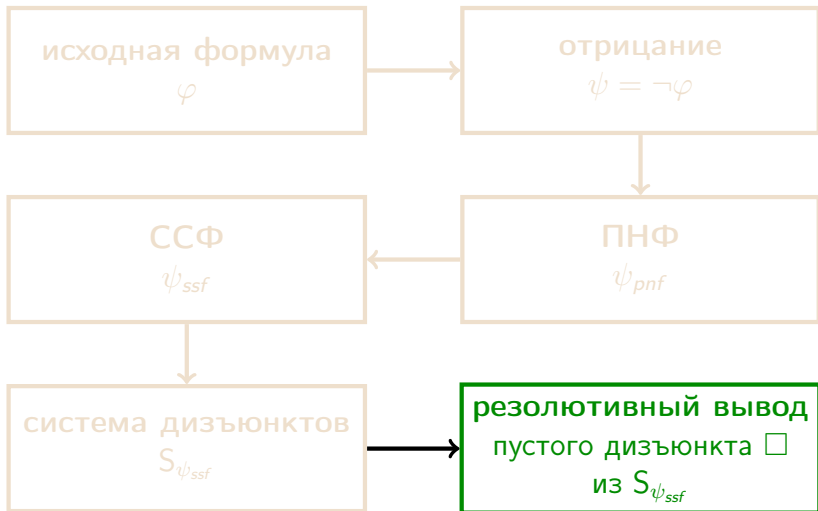 исходная формула
φ
отрицание
ψ = ¬φ
ССФ
ψ_ssf
ПНФ
ψ_pnf
система дизъюнктов
S_ψ_ssf
резолютивный вывод
пустого дизъюнкта □
из S_ψ_ssf